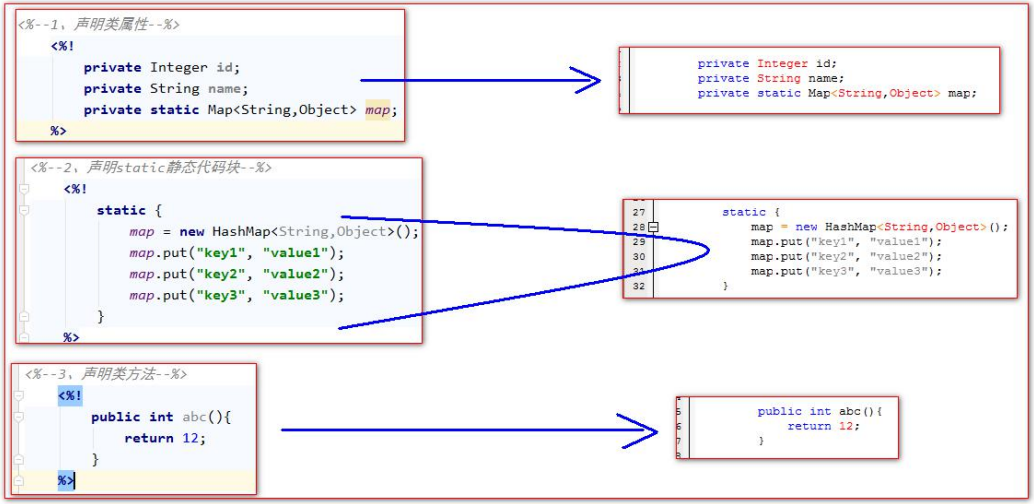 <%--1、声明类属性--%>
<%!
private Integer id;
private String name;
private static Map<String,Object> map;
%>
private Integer id;
private String name;
private static Map<String,Object> map;
<%--2、声明static静态代码块--%>
<%!
static {
map = new HashMap<String,Object>();
map.put("key1", "value1");
map.put("key2", "value2");
map.put("key3", "value3");
}
%>
27 static {
28 map = new HashMap<String,Object>();
29 map.put("key1", "value1");
30 map.put("key2", "value2");
31 map.put("key3", "value3");
32 }
<%--3、声明类方法--%>
<%!
public int abc(){
return 12;
}
%>
5 public int abc(){
6 return 12;
7 }
8